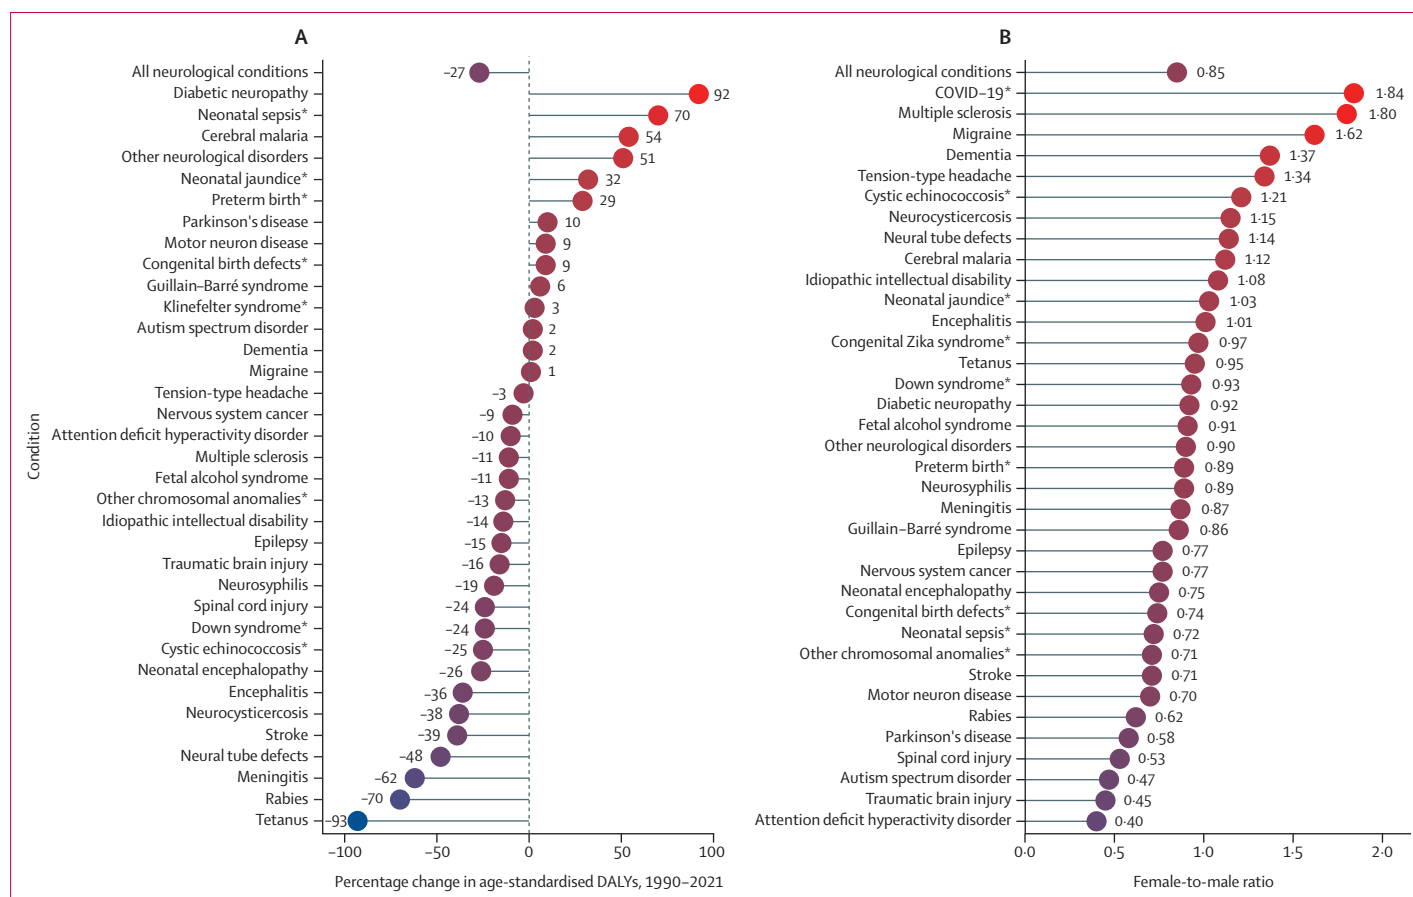 A
All neurological conditions –27
Diabetic neuropathy 92
Neonatal sepsis* 70
Cerebral malaria 54
Other neurological disorders 51
Neonatal jaundice* 32
Preterm birth* 29
Parkinson's disease 10
Motor neuron disease 9
Congenital birth defects* 9
Guillain–Barré syndrome 6
Klinefelter syndrome* 3
Autism spectrum disorder 2
Dementia 2
Migraine 1
Tension-type headache –3
Nervous system cancer –9
Attention deficit hyperactivity disorder –10
Multiple sclerosis –11
Fetal alcohol syndrome –11
Other chromosomal anomalies* –13
Idiopathic intellectual disability –14
Epilepsy –15
Traumatic brain injury –16
Neurosyphilis –19
Spinal cord injury –24
Down syndrome* –24
Cystic echinococcosis* –25
Neonatal encephalopathy –26
Encephalitis –36
Neurocysticercosis –38
Stroke –39
Neural tube defects –48
Meningitis –62
Rabies –70
Tetanus –93
Condition
–100 –50 0 50 100
Percentage change in age-standardised DALYs, 1990–2021
B
All neurological conditions 0·85
COVID–19* 1·84
Multiple sclerosis 1·80
Migraine 1·62
Dementia 1·37
Tension-type headache 1·34
Cystic echinococcosis* 1·21
Neurocysticercosis 1·15
Neural tube defects 1·14
Cerebral malaria 1·12
Idiopathic intellectual disability 1·08
Neonatal jaundice* 1·03
Encephalitis 1·01
Congenital Zika syndrome* 0·97
Tetanus 0·95
Down syndrome* 0·93
Diabetic neuropathy 0·92
Fetal alcohol syndrome 0·91
Other neurological disorders 0·90
Preterm birth* 0·89
Neurosyphilis 0·89
Meningitis 0·87
Guillain–Barré syndrome 0·86
Epilepsy 0·77
Nervous system cancer 0·77
Neonatal encephalopathy 0·75
Congenital birth defects* 0·74
Neonatal sepsis* 0·72
Other chromosomal anomalies* 0·71
Stroke 0·71
Motor neuron disease 0·70
Rabies 0·62
Parkinson's disease 0·58
Spinal cord injury 0·53
Autism spectrum disorder 0·47
Traumatic brain injury 0·45
Attention deficit hyperactivity disorder 0·40
0·0 0·5 1·0 1·5 2·0
Female-to-male ratio